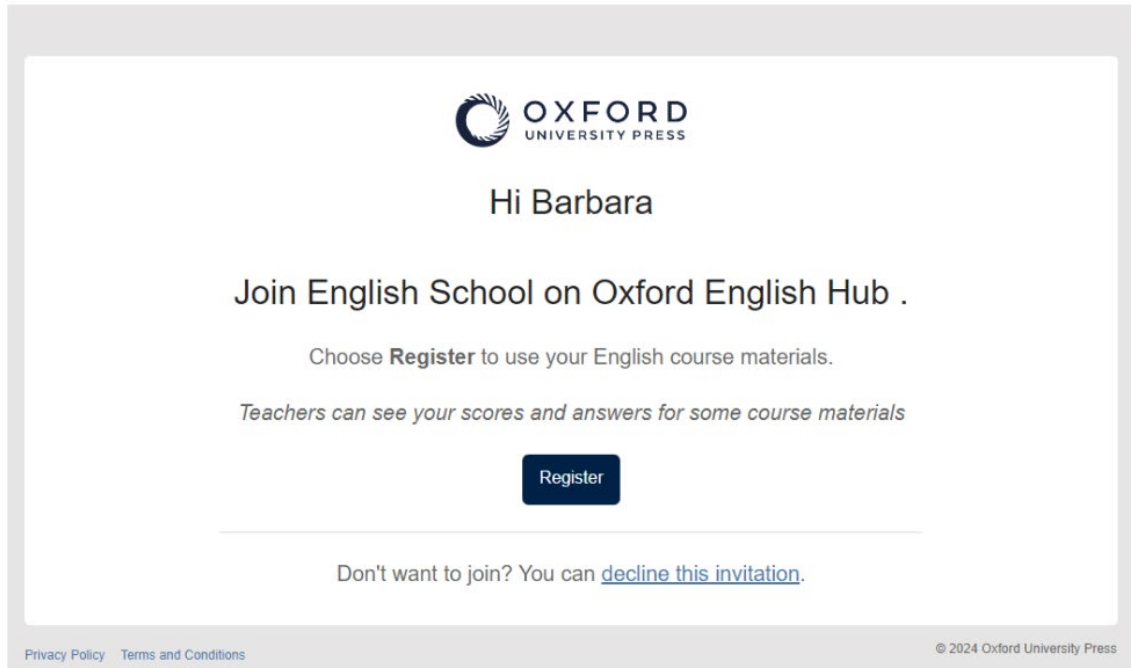 OXFORD
UNIVERSITY PRESS
Hi Barbara
Join English School on Oxford English Hub .
Choose Register to use your English course materials.
Teachers can see your scores and answers for some course materials
Register
Don't want to join? You can decline this invitation.
Privacy Policy Terms and Conditions © 2024 Oxford University Press